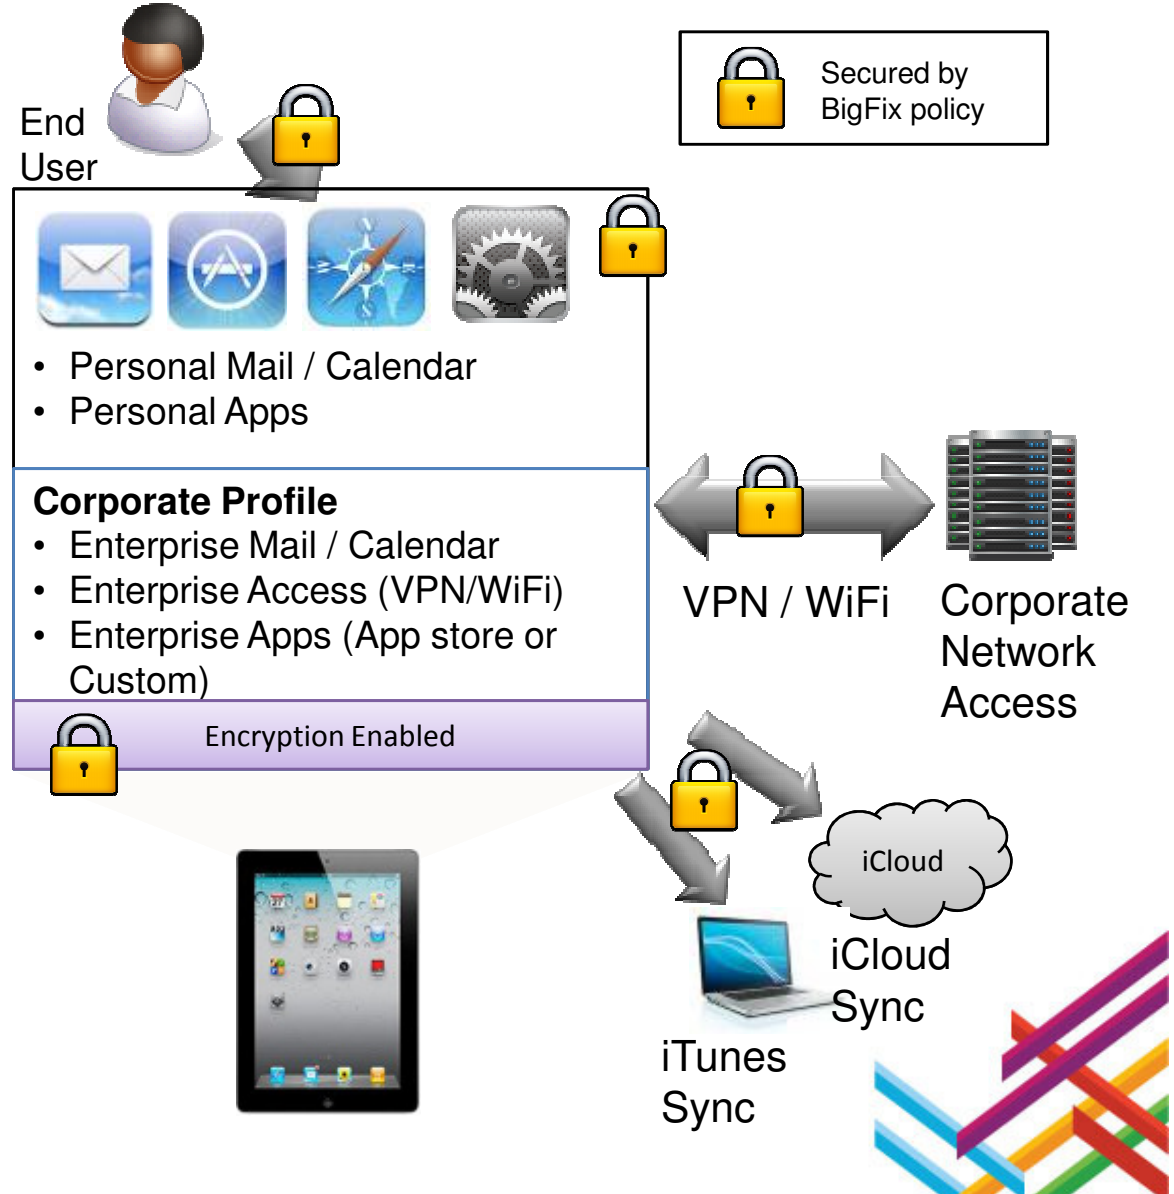 End
User
Secured by
BigFix policy
• Personal Mail / Calendar
• Personal Apps
Corporate Profile
• Enterprise Mail / Calendar
• Enterprise Access (VPN/WiFi)
• Enterprise Apps (App store or
Custom)
Encryption Enabled
VPN / WiFi
Corporate
Network
Access
iCloud
iCloud
Sync
iTunes
Sync